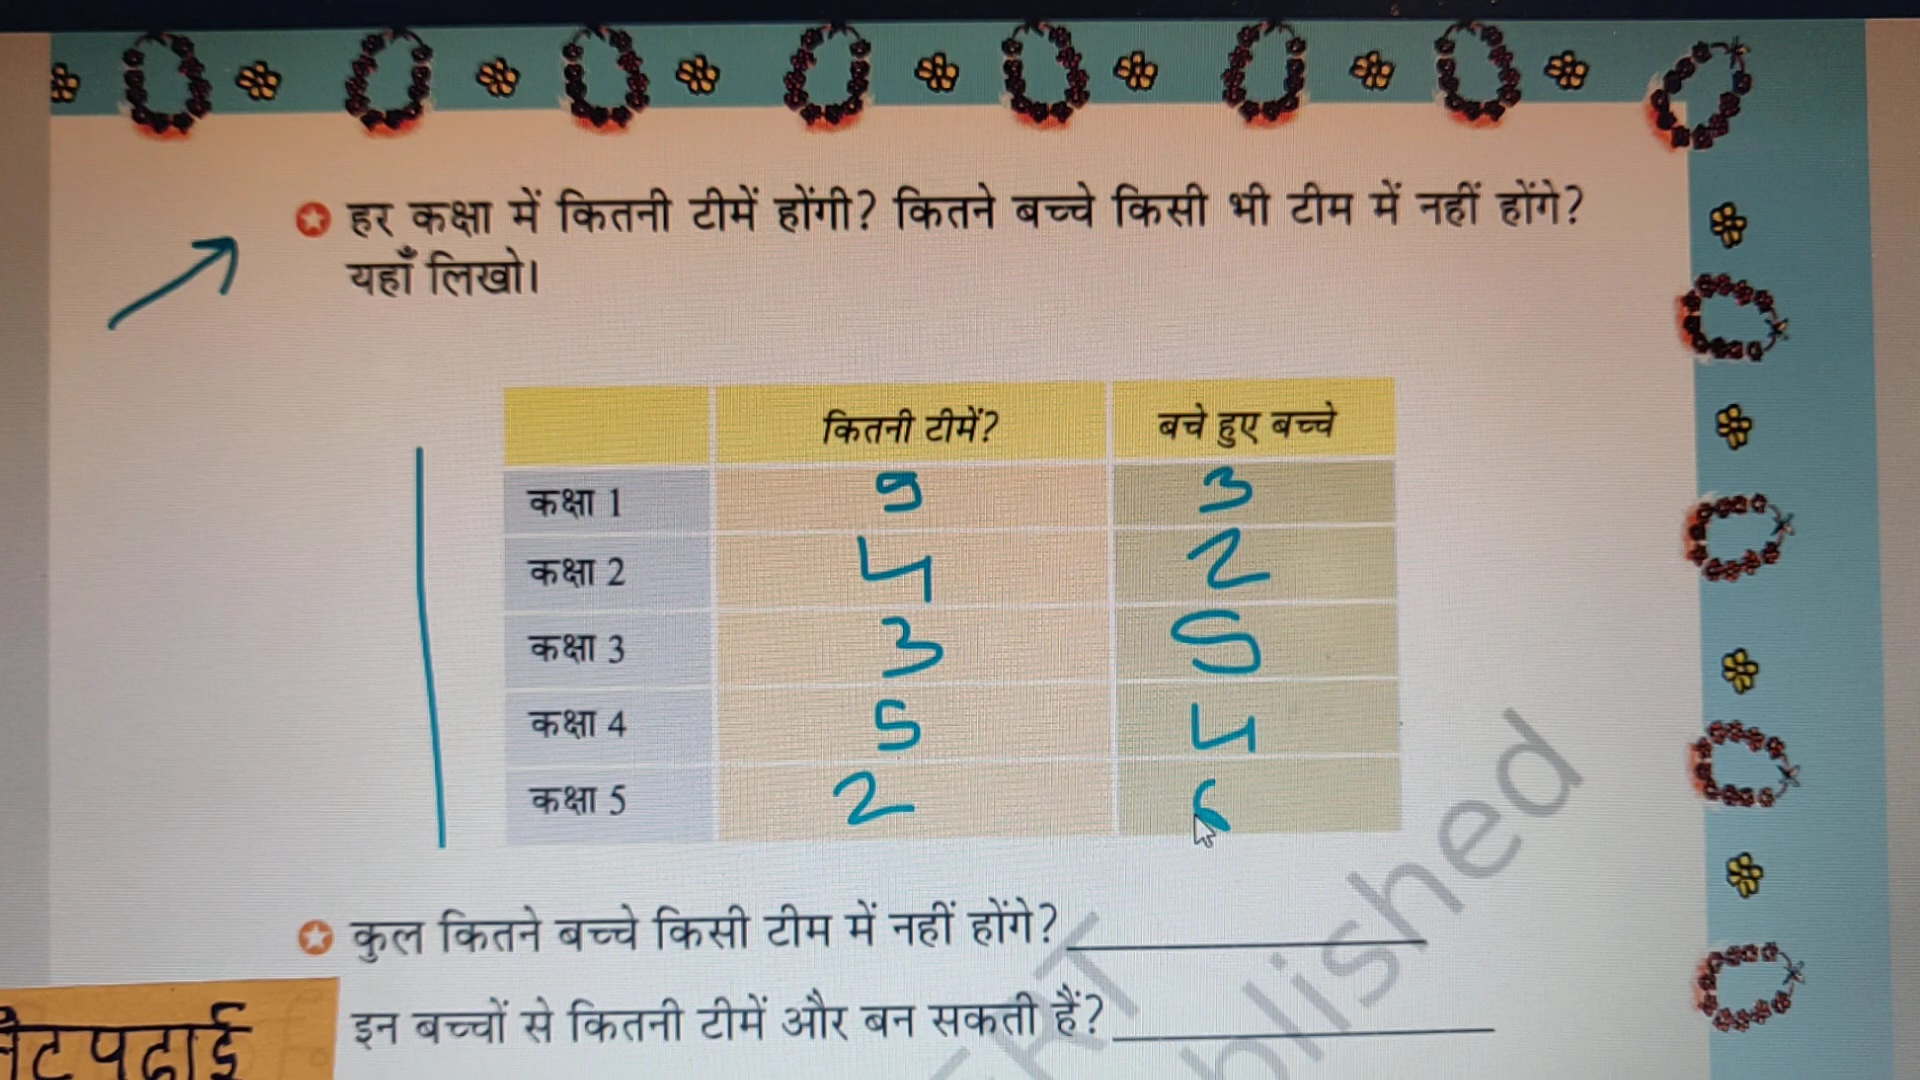 हर कक्षा में कितनी टीमें होंगी? कितने बच्चे किसी भी टीम में नहीं होंगे?
यहाँ लिखो।
कितनी टीमें? बचे हुए बच्चे
कक्षा 1 9 3
कक्षा 2 4 2
कक्षा 3 3 5
कक्षा 4 5 4
कक्षा 5 2 6
कुल कितने बच्चे किसी टीम में नहीं होंगे?
इन बच्चों से कितनी टीमें और बन सकती हैं?